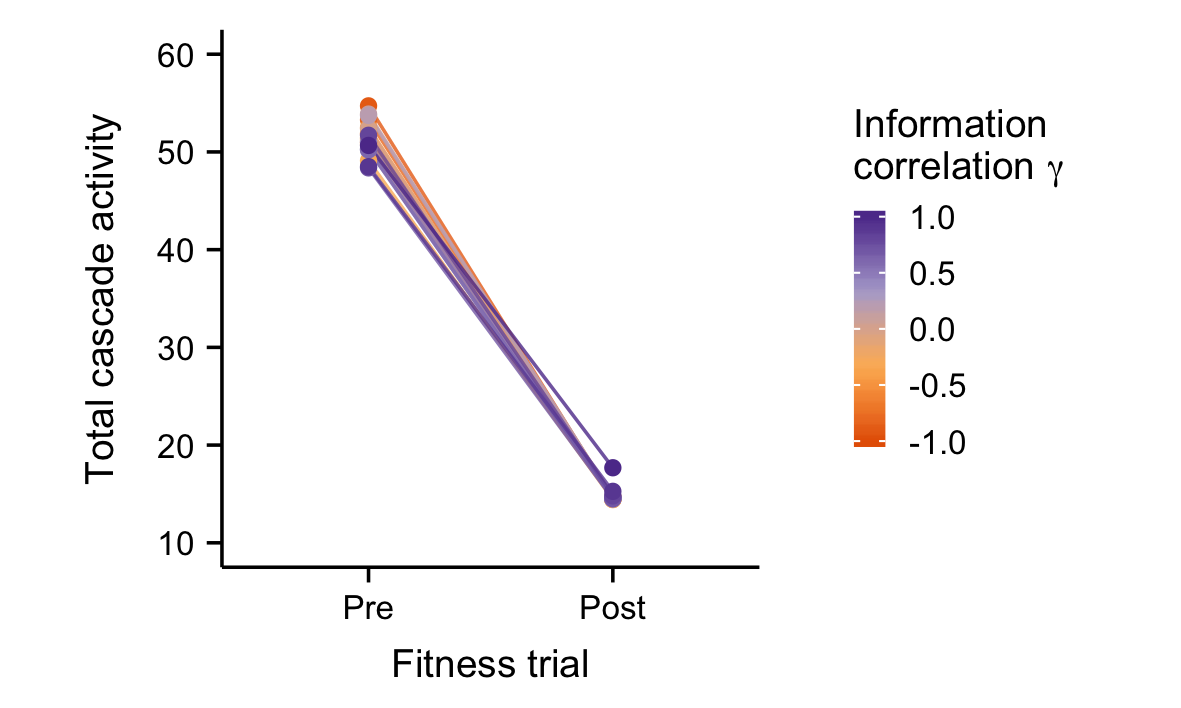 Total cascade activity
60
50
40
30
20
10
Pre
Post
Fitness trial
Information
correlation γ
1.0
0.5
0.0
-0.5
-1.0